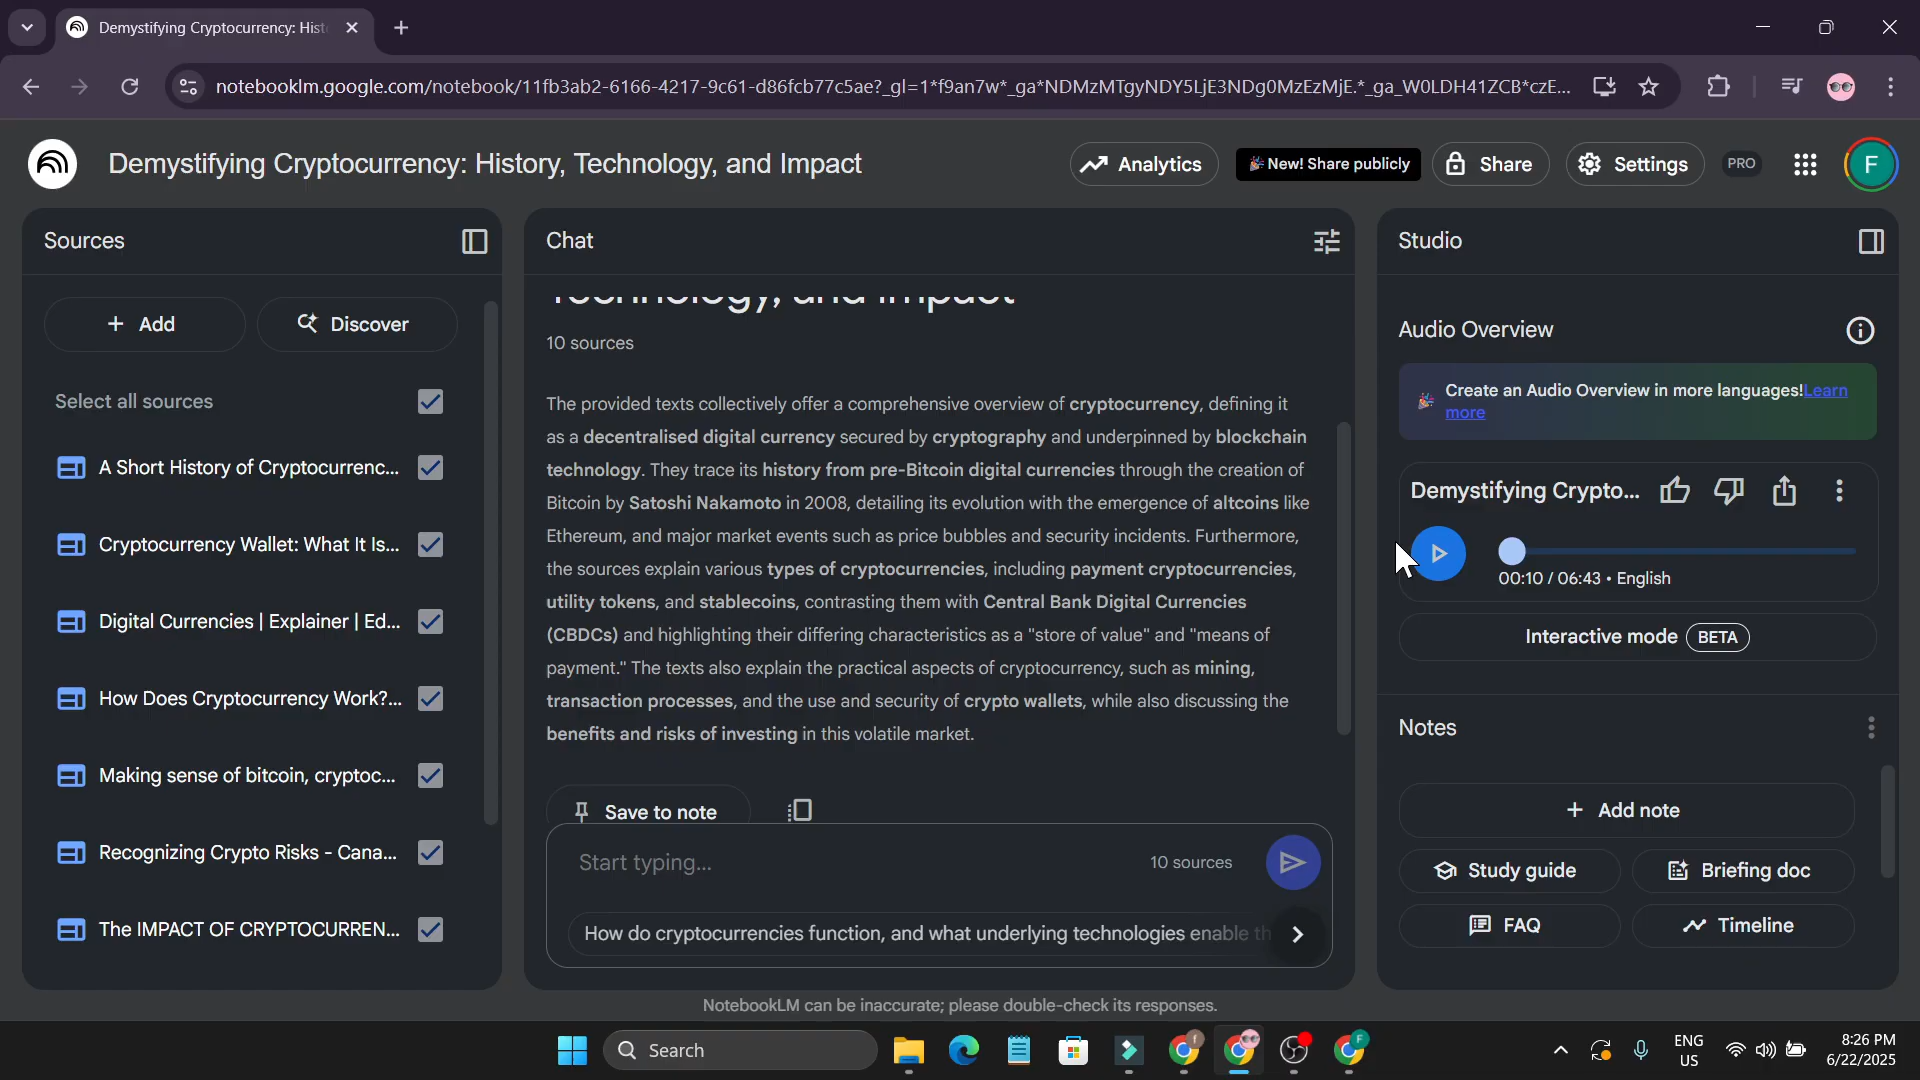 Demystifying Cryptocurrency: Hist
notebooklm.google.com/notebook/11fb3ab2-6166-4217-9c61-d86fcb77c5ae?_gl=1*f9an7w*_ga*NDMzMTgyNDY5LjE3NDg0MzEzMjE.*_ga_W0LDH41ZCB*czE...
Demystifying Cryptocurrency: History, Technology, and Impact
Analytics
New! Share publicly
Share
Settings
PRO
F
Sources
Add
Discover
Select all sources
A Short History of Cryptocurrenc...
Cryptocurrency Wallet: What It Is...
Digital Currencies | Explainer | Ed...
How Does Cryptocurrency Work?...
Making sense of bitcoin, cryptoc...
Recognizing Crypto Risks - Cana...
The IMPACT OF CRYPTOCURREN...
Chat
Technology, and Impact
10 sources
The provided texts collectively offer a comprehensive overview of cryptocurrency, defining it
as a decentralised digital currency secured by cryptography and underpinned by blockchain
technology. They trace its history from pre-Bitcoin digital currencies through the creation of
Bitcoin by Satoshi Nakamoto in 2008, detailing its evolution with the emergence of altcoins like
Ethereum, and major market events such as price bubbles and security incidents. Furthermore,
the sources explain various types of cryptocurrencies, including payment cryptocurrencies,
utility tokens, and stablecoins, contrasting them with Central Bank Digital Currencies
(CBDCs) and highlighting their differing characteristics as a "store of value" and "means of
payment." The texts also explain the practical aspects of cryptocurrency, such as mining,
transaction processes, and the use and security of crypto wallets, while also discussing the
benefits and risks of investing in this volatile market.
Save to note
Start typing...
10 sources
How do cryptocurrencies function, and what underlying technologies enable th
Studio
Audio Overview
Create an Audio Overview in more languages!Learn
more
Demystifying Crypto...
00:10 / 06:43 • English
Interactive mode BETA
Notes
Add note
Study guide
Briefing doc
FAQ
Timeline
NotebookLM can be inaccurate; please double-check its responses.
Search
ENG
US
8:26 PM
6/22/2025